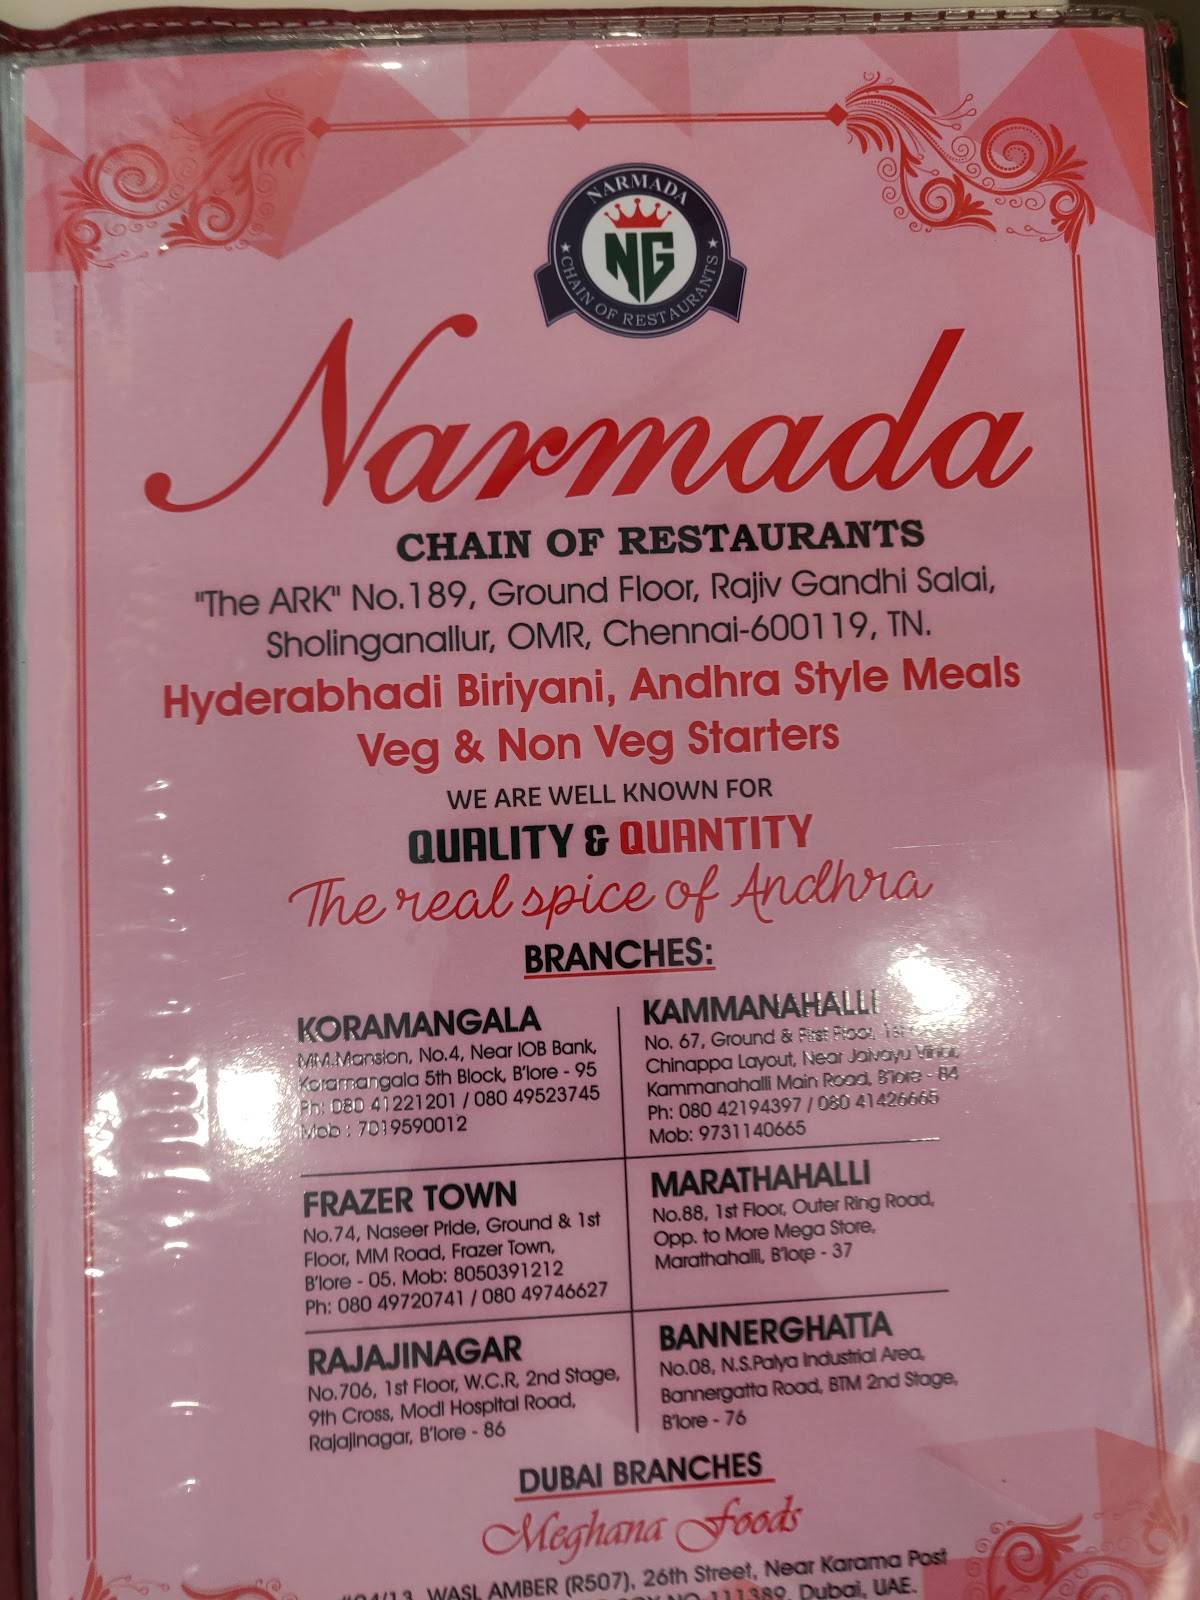 NARMADA
NG
CHAIN OF RESTAURANTS
Narmada
CHAIN OF RESTAURANTS
"The ARK" No.189, Ground Floor, Rajiv Gandhi Salai,
Sholinganallur, OMR, Chennai-600119, TN.
Hyderabhadi Biriyani, Andhra Style Meals
Veg & Non Veg Starters
WE ARE WELL KNOWN FOR
QUALITY & QUANTITY
The real spice of Andhra
BRANCHES:
KORAMANGALA
MM.Mansion, No.4, Near IOB Bank,
Koramangala 5th Block, B'lore - 95
Ph: 080 41221201 / 080 49523745
Mob : 7019590012
KAMMANAHALLI
No. 67, Ground & First Floor, 1st
Chinappa Layout, Near
Kammanahalli Main Road, B'lore - 84
Ph: 080 42194397 / 080 41426665
Mob: 9731140665
FRAZER TOWN
No.74, Naseer Pride, Ground & 1st
Floor, MM Road, Frazer Town,
B'lore - 05. Mob: 8050391212
Ph: 080 49720741 / 080 49746627
MARATHAHALLI
No.88, 1st Floor, Outer Ring Road,
Opp. to More Mega Store,
Marathahalli, B'lore - 37
RAJAJINAGAR
No.706, 1st Floor, W.C.R, 2nd Stage,
9th Cross, Modi Hospital Road,
Rajajinagar, B'lore - 86
BANNERGHATTA
No.08, N.S.Palya Industrial Area,
Bannergatta Road, BTM 2nd Stage,
B'lore - 76
DUBAI BRANCHES
Meghana Foods
WASL AMBER (R507), 26th Street, Near Karama Post
NO 111389, Dubai, UAE.